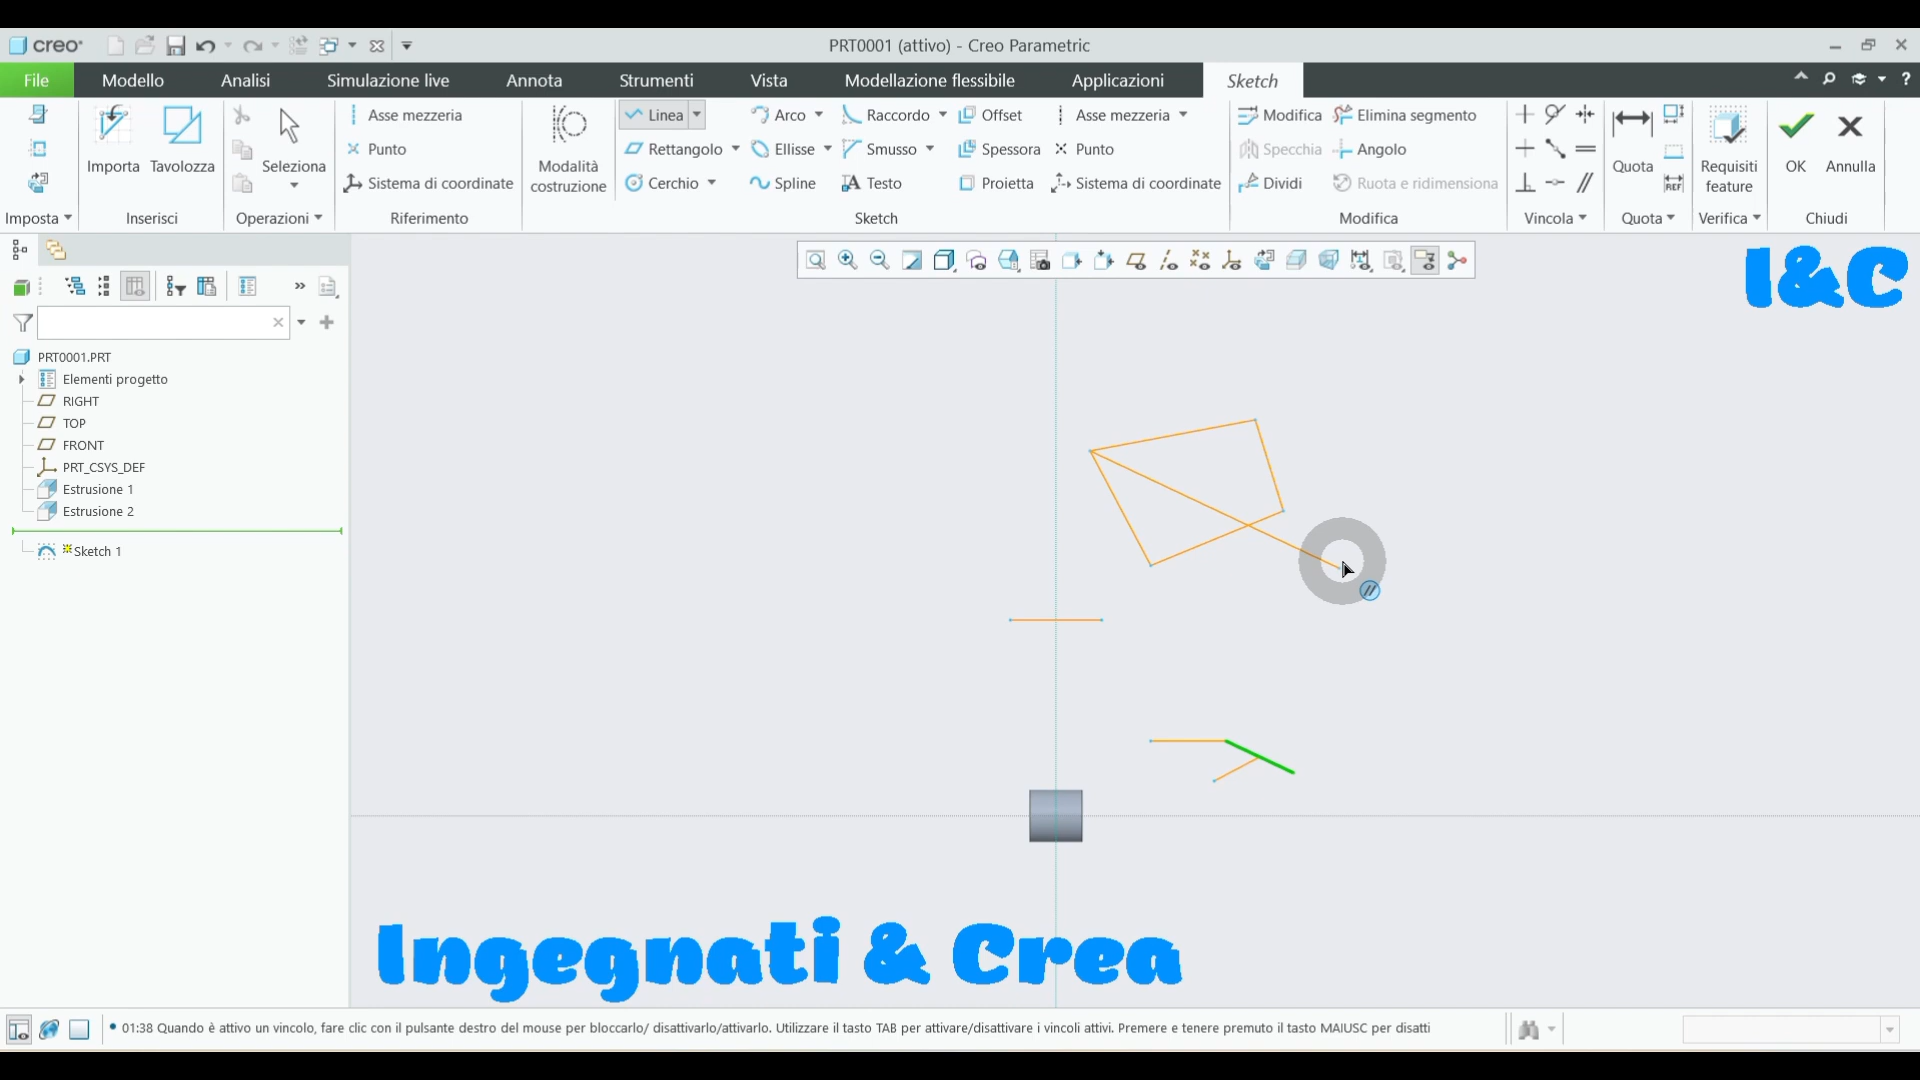 creo
PRT0001 (attivo) - Creo Parametric
File Modello Analisi Simulazione live Annota Strumenti Vista Modellazione flessibile Applicazioni Sketch
Asse mezzeria Linea Arco Raccordo Offset Asse mezzeria Modifica Elimina segmento
Importa Tavolozza Seleziona Punto Modalità costruzione Rettangolo Ellisse Smusso Spessora Punto Specchia Angolo Quota Requisiti feature OK Annulla
Sistema di coordinate Cerchio Spline Testo Proietta Sistema di coordinate Dividi Ruota e ridimensiona REF
Imposta Inserisci Operazioni Riferimento Sketch Modifica Vincola Quota Verifica Chiudi
I&C
PRT0001.PRT
Elementi progetto
RIGHT
TOP
FRONT
PRT_CSYS_DEF
Estrusione 1
Estrusione 2
Sketch 1
Ingegnati & Crea
• 01:38 Quando è attivo un vincolo, fare clic con il pulsante destro del mouse per bloccarlo/ disattivarlo/attivarlo. Utilizzare il tasto TAB per attivare/disattivare i vincoli attivi. Premere e tenere premuto il tasto MAIUSC per disatti